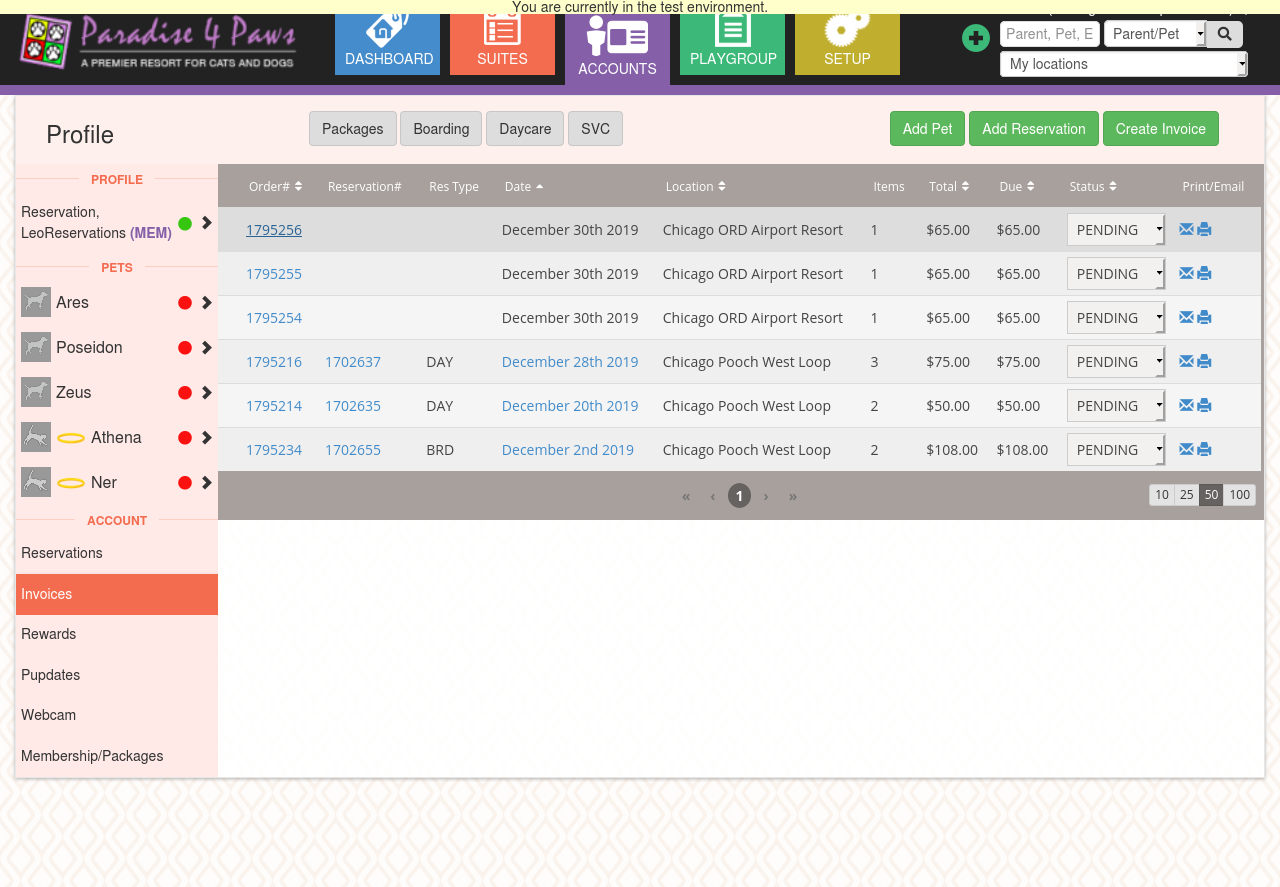 You are currently in the test environment.
Paradise 4 Paws
A PREMIER RESORT FOR CATS AND DOGS
DASHBOARD
SUITES
ACCOUNTS
PLAYGROUP
SETUP
Parent, Pet, E
Parent/Pet
My locations
Profile
Packages
Boarding
Daycare
SVC
Add Pet
Add Reservation
Create Invoice
PROFILE
Reservation,
LeoReservations (MEM)
PETS
Ares
Poseidon
Zeus
Athena
Ner
ACCOUNT
Reservations
Invoices
Rewards
Pupdates
Webcam
Membership/Packages
Order# Reservation# Res Type Date Location Items Total Due Status Print/Email
1795256 December 30th 2019 Chicago ORD Airport Resort 1 $65.00 $65.00 PENDING
1795255 December 30th 2019 Chicago ORD Airport Resort 1 $65.00 $65.00 PENDING
1795254 December 30th 2019 Chicago ORD Airport Resort 1 $65.00 $65.00 PENDING
1795216 1702637 DAY December 28th 2019 Chicago Pooch West Loop 3 $75.00 $75.00 PENDING
1795214 1702635 DAY December 20th 2019 Chicago Pooch West Loop 2 $50.00 $50.00 PENDING
1795234 1702655 BRD December 2nd 2019 Chicago Pooch West Loop 2 $108.00 $108.00 PENDING
« ‹ 1 › »
10 25 50 100